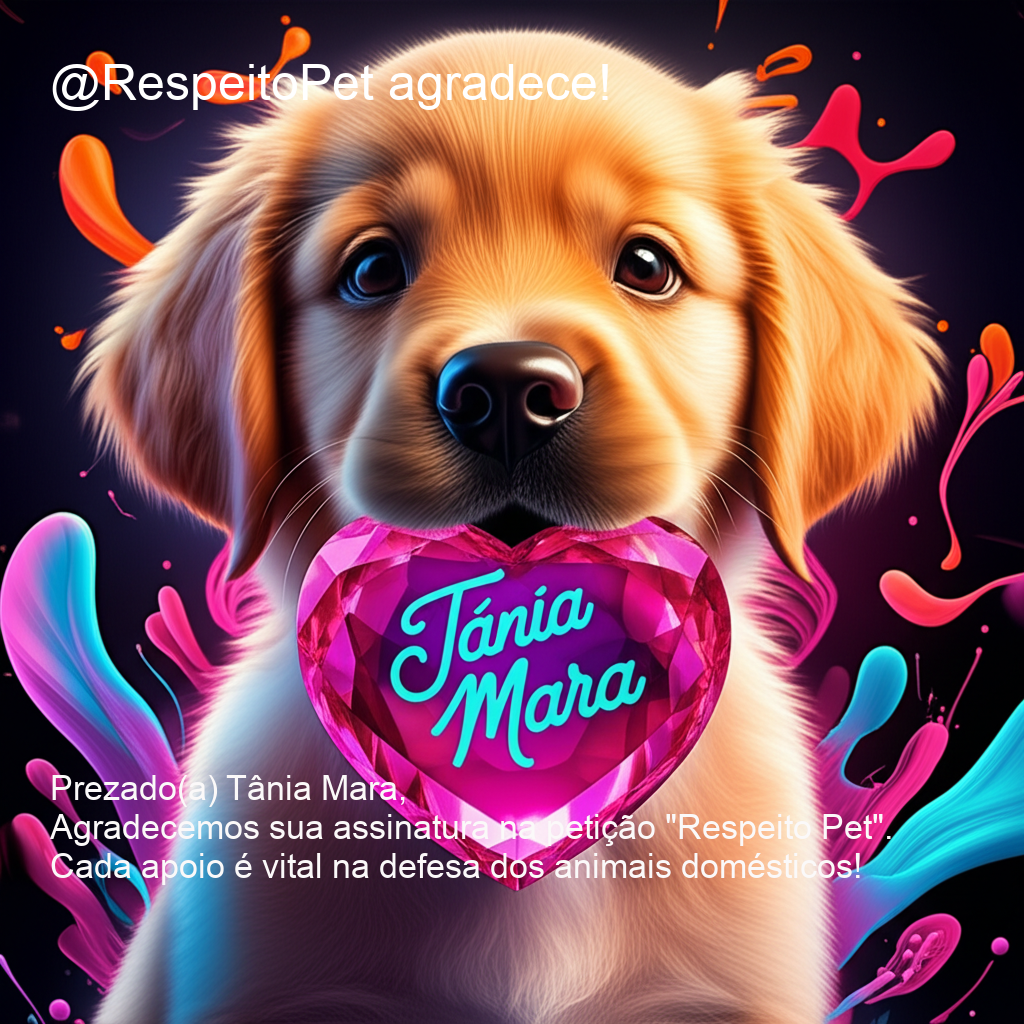 @RespeitoPet agradece!
Tánia
Mara
Prezado(a) Tânia Mara,
Agradecemos sua assinatura na petição "Respeito Pet".
Cada apoio é vital na defesa dos animais domésticos!